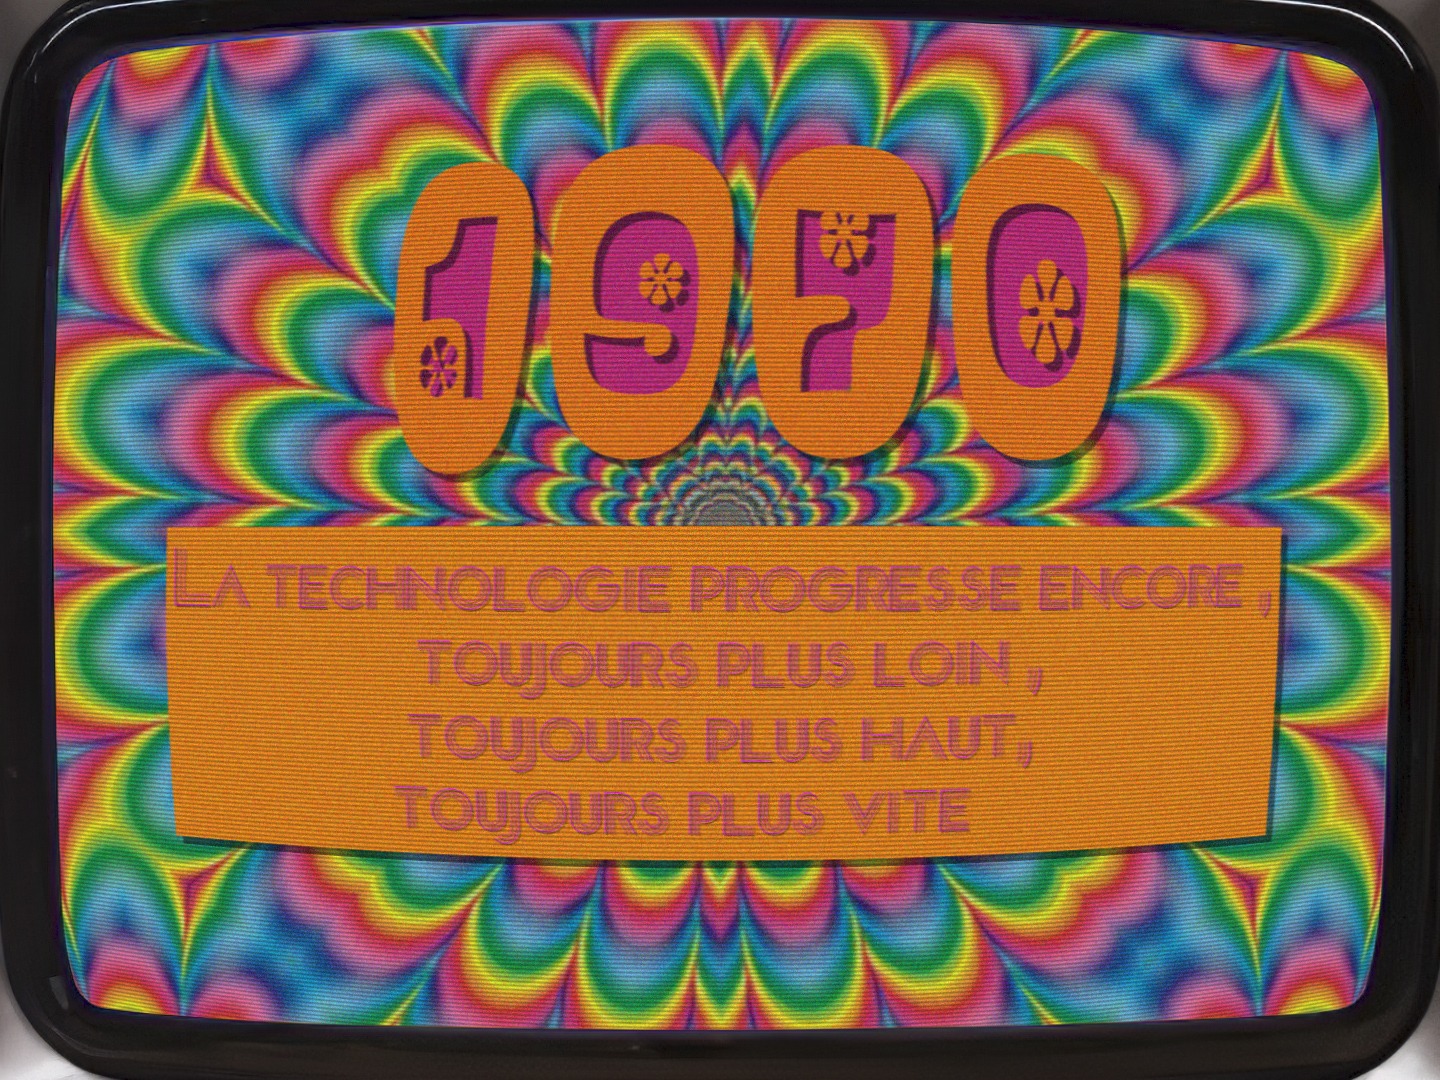 1970
La technologie progresse encore ,
toujours plus loin ,
toujours plus haut,
toujours plus vite